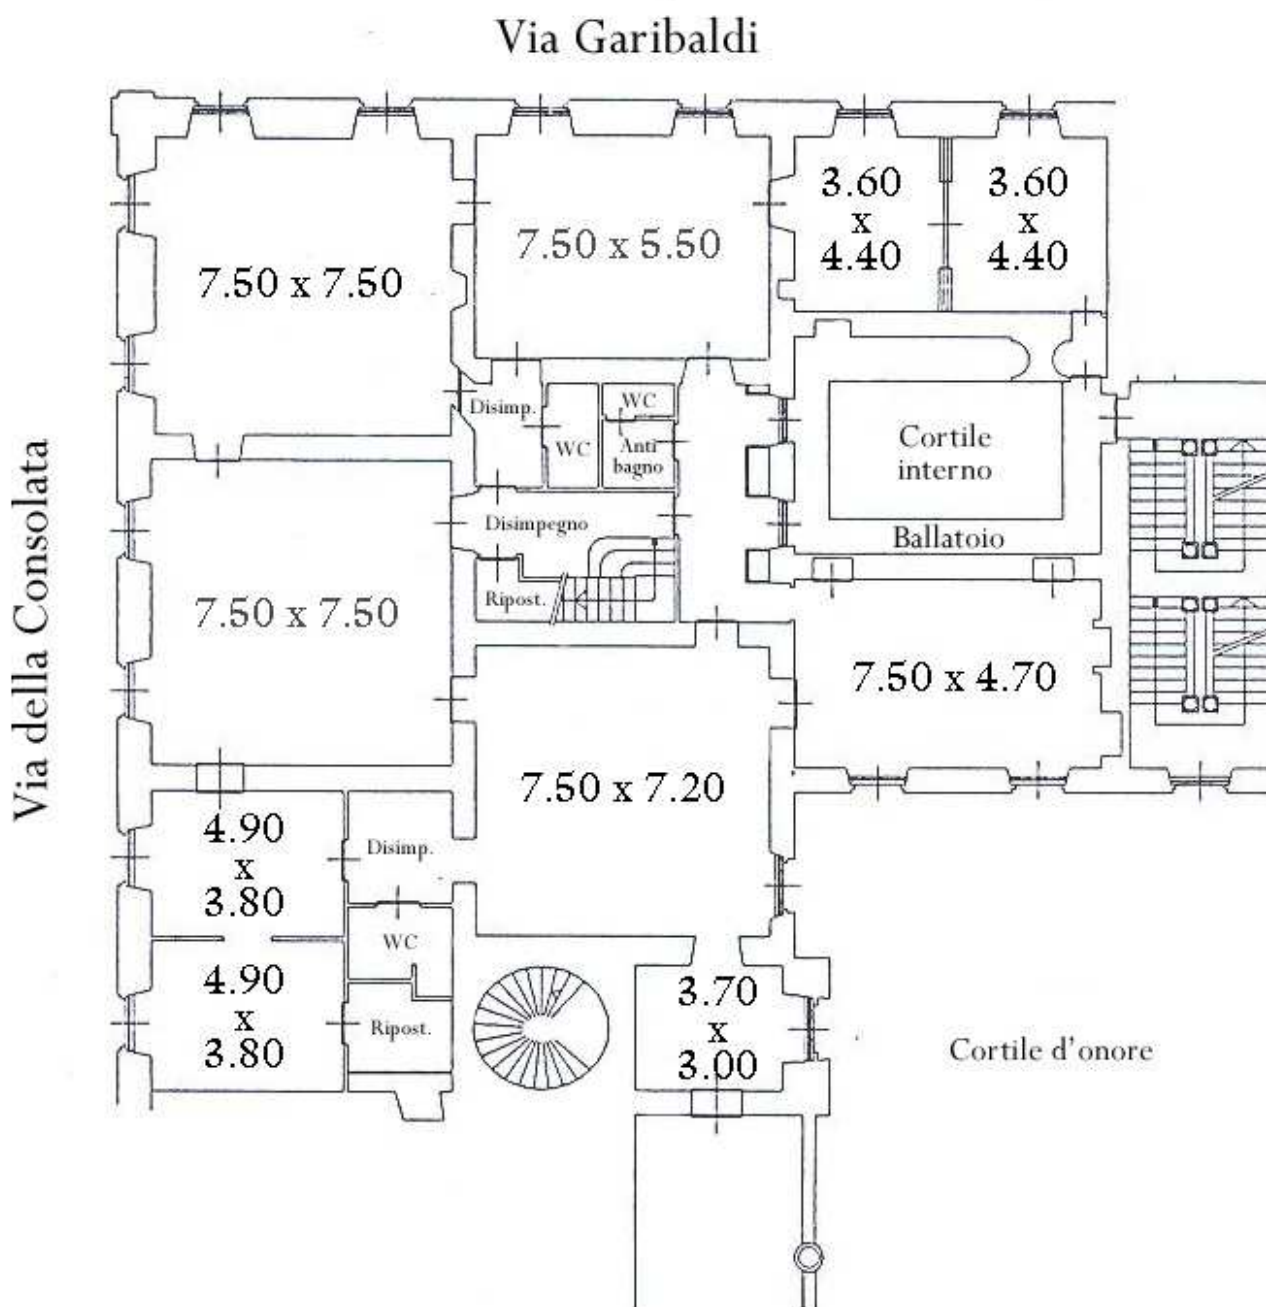 Via Garibaldi
Via della Consolata
7.50 x 7.50
7.50 x 5.50
3.60
x
4.40
3.60
x
4.40
Disimp.
WC
WC
Anti
bagno
Cortile
interno
Disimpegno
Ballatoio
Ripost.
7.50 x 7.50
7.50 x 4.70
7.50 x 7.20
4.90
x
3.80
Disimp.
WC
4.90
x
3.80
Ripost.
3.70
x
3.00
Cortile d'onore